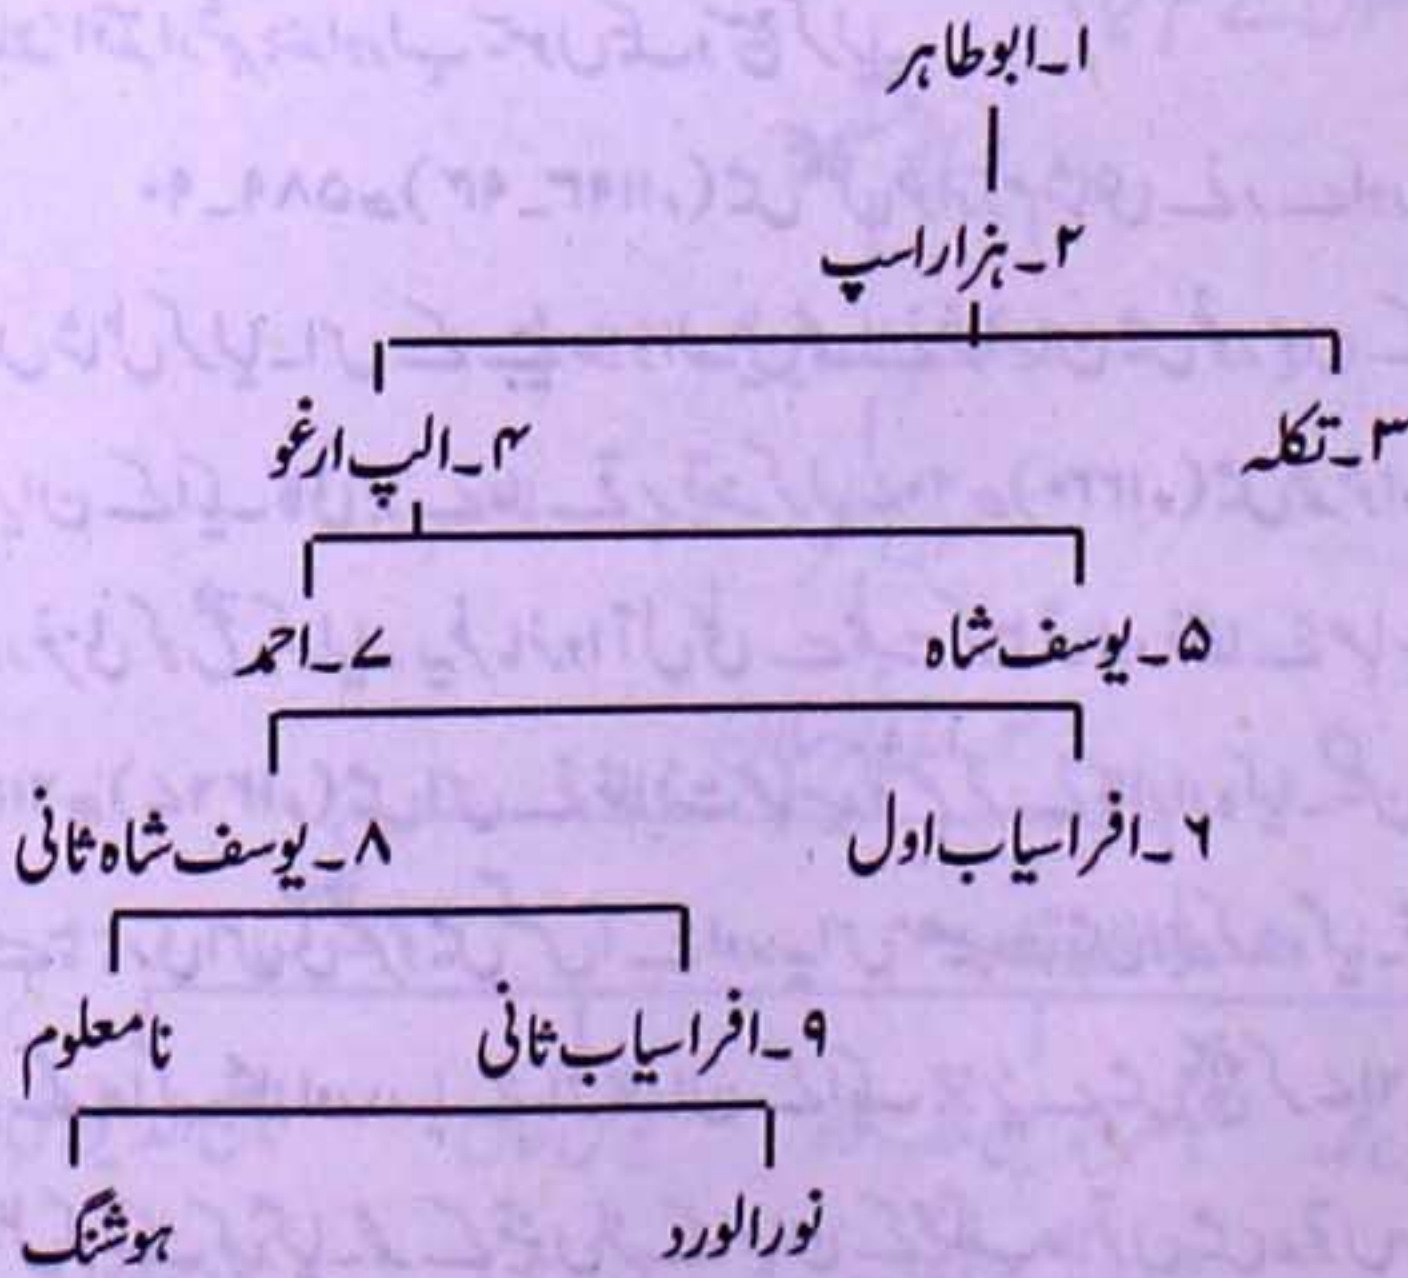 ۱۔ابوطاہر
۲۔ہزاراسپ
۳۔تکلہ
۴۔الپ ارغو
۵۔یوسف شاہ
۷۔احمد
۶۔افراسیاب اول
۸۔یوسف شاہ ثانی
۹۔افراسیاب ثانی
نامعلوم
نورالورد
ہوشنگ